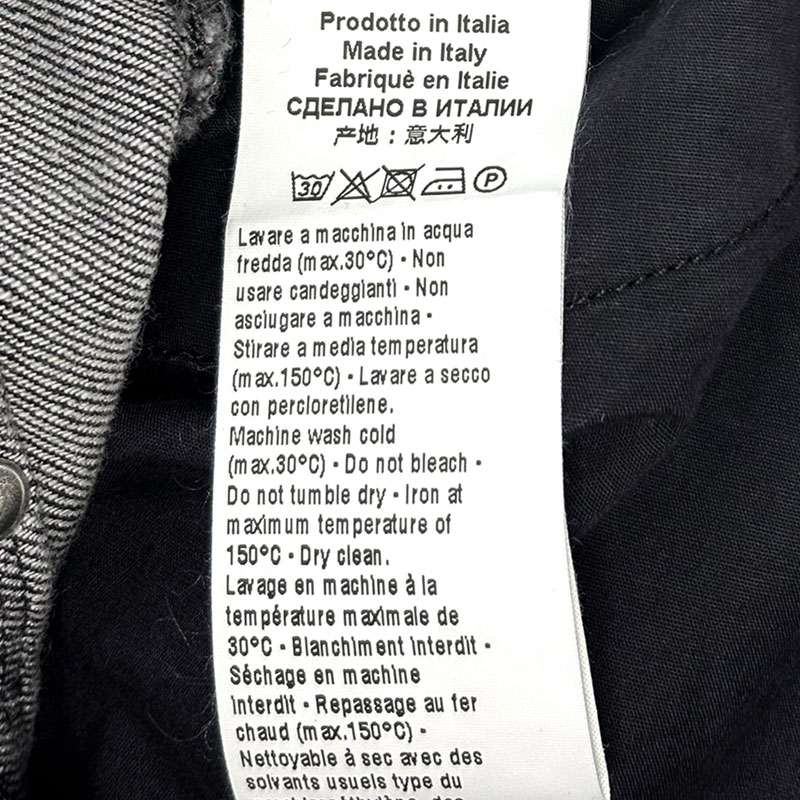 Prodotto in Italia
Made in Italy
Fabriquè en Italie
СДЕЛАНО В ИТАЛИИ
产地：意大利
30 P
Lavare a macchina in acqua
fredda (max.30°C) • Non
usare candeggianti • Non
asciugare a macchina •
Stirare a media temperatura
(max.150°C) • Lavare a secco
con percloretilene.
Machine wash cold
(max.30°C) • Do not bleach •
Do not tumble dry • Iron at
maximum temperature of
150°C • Dry clean.
Lavage en machine à la
température maximale de
30°C • Blanchiment interdit •
Séchage en machine
interdit • Repassage au fer
chaud (max.150°C) •
Nettoyable à sec avec des
solvants usuels type du